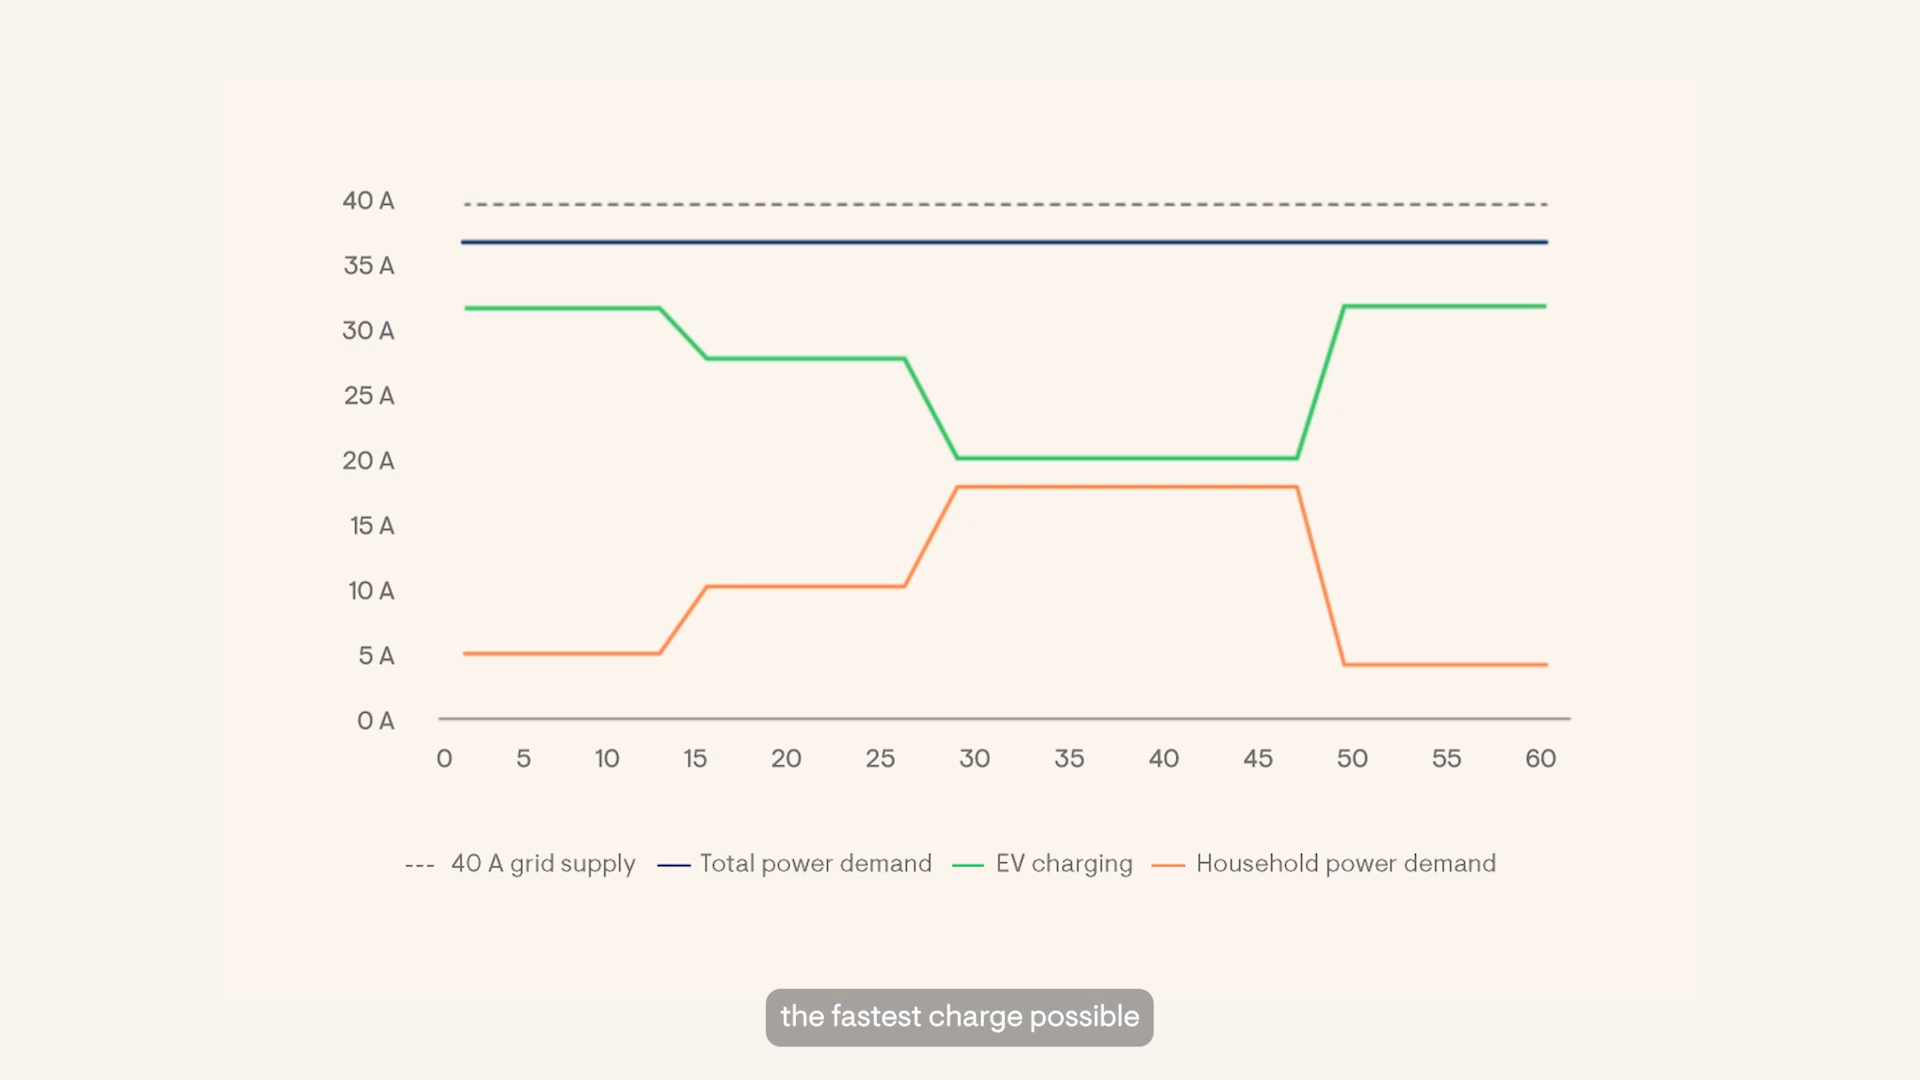 40 A
35 A
30 A
25 A
20 A
15 A
10 A
5 A
0 A
0 5 10 15 20 25 30 35 40 45 50 55 60
40 A grid supply Total power demand EV charging Household power demand
the fastest charge possible